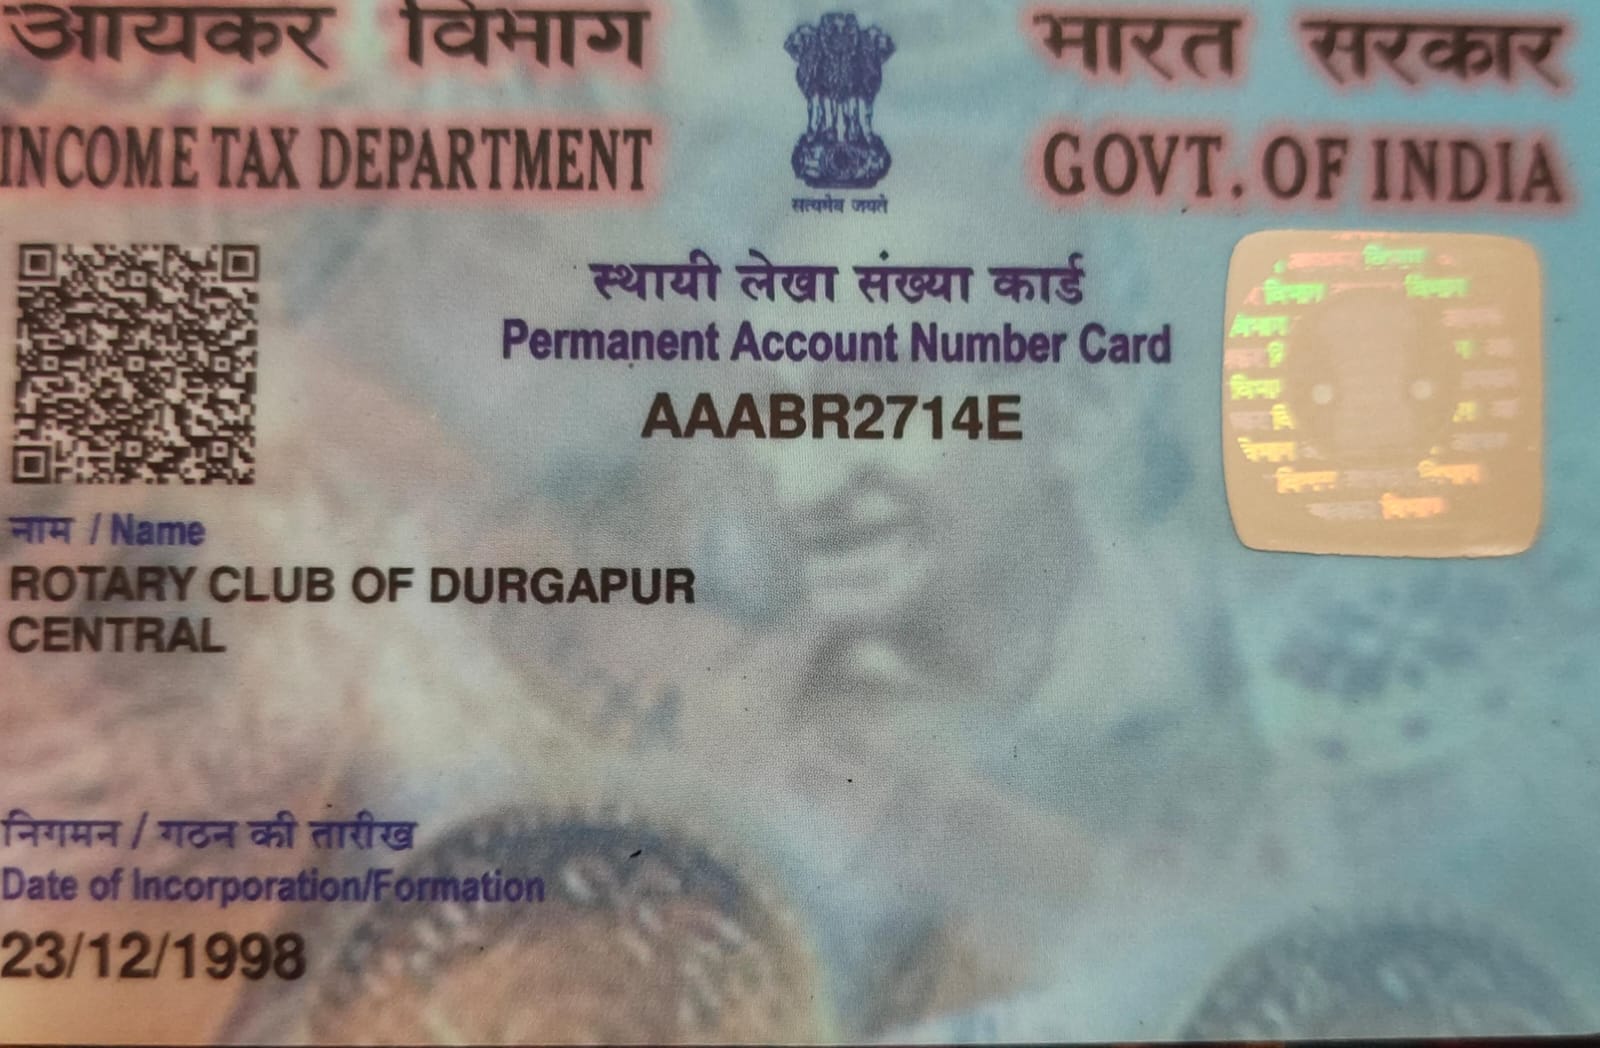 आयकर विभाग
INCOME TAX DEPARTMENT
सत्यमेव जयते
भारत सरकार
GOVT. OF INDIA
स्थायी लेखा संख्या कार्ड
Permanent Account Number Card
AAABR2714E
नाम / Name
ROTARY CLUB OF DURGAPUR
CENTRAL
निगमन / गठन की तारीख
Date of Incorporation/Formation
23/12/1998